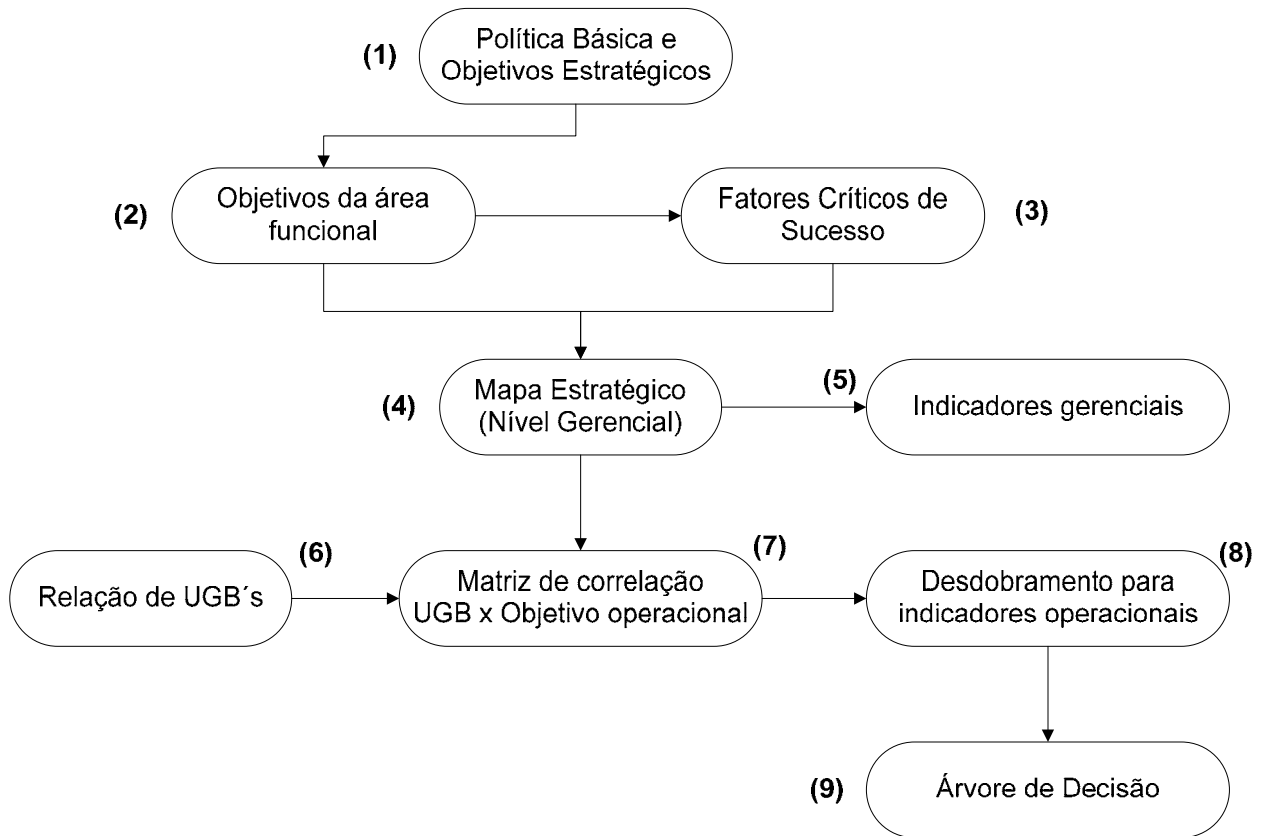 (1)
Política Básica e
Objetivos Estratégicos
(2)
Objetivos da área
funcional
Fatores Críticos de
Sucesso
(3)
(4)
Mapa Estratégico
(Nível Gerencial)
(5)
Indicadores gerenciais
Relação de UGB´s
(6)
Matriz de correlação
UGB x Objetivo operacional
(7)
Desdobramento para
indicadores operacionais
(8)
(9)
Árvore de Decisão